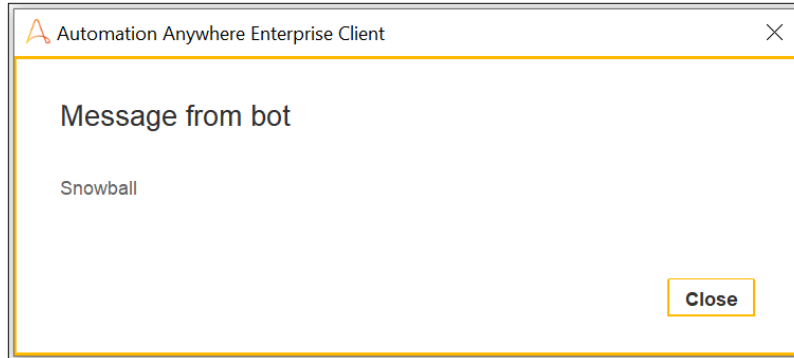 Automation Anywhere Enterprise Client
Message from bot
Snowball
Close